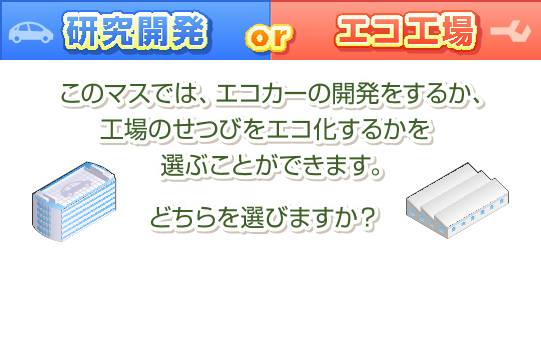 研究開発 or エコ工場
このマスでは、エコカーの開発をするか、
工場のせつびをエコ化するかを
選ぶことができます。
どちらを選びますか？